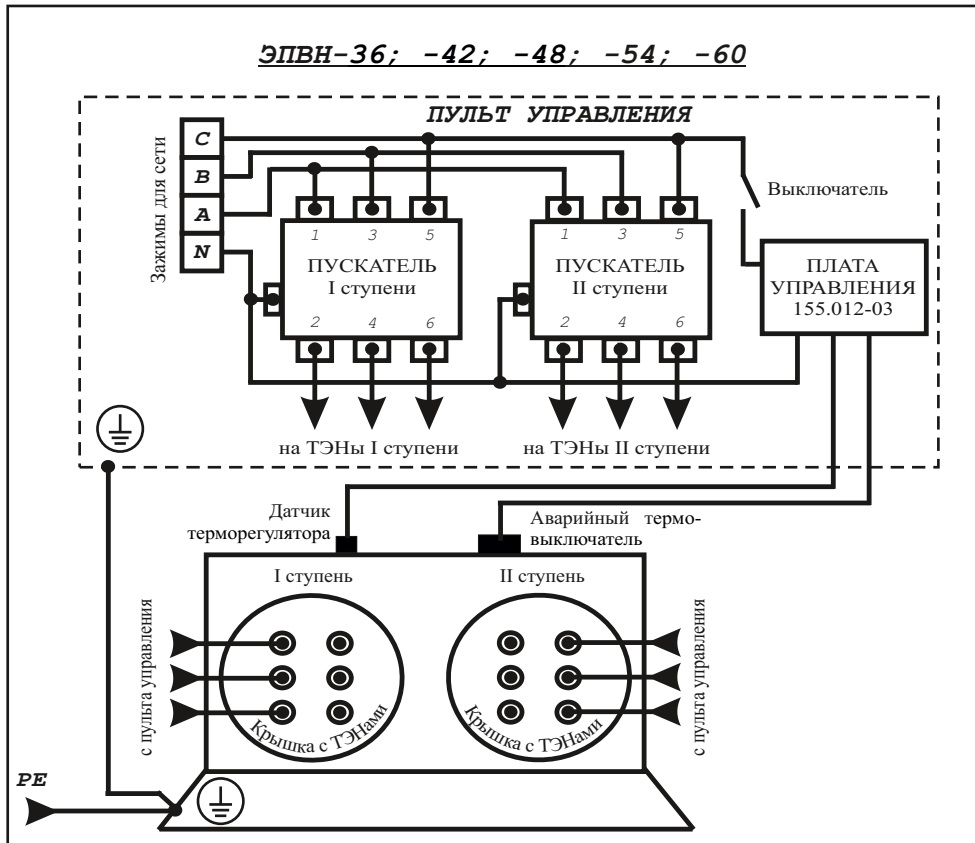 ЭПВН-36; -42; -48; -54; -60
ПУЛЬТ УПРАВЛЕНИЯ
Зажимы для сети
C
B
A
N
Выключатель
1 3 5
ПУСКАТЕЛЬ
I ступени
2 4 6
1 3 5
ПУСКАТЕЛЬ
II ступени
2 4 6
ПЛАТА
УПРАВЛЕНИЯ
155.012-03
на ТЭНы I ступени
на ТЭНы II ступени
Датчик
терморегулятора
Аварийный термо-
выключатель
I ступень
II ступень
с пульта управления
Крышка с ТЭНами
Крышка с ТЭНами
с пульта управления
PE